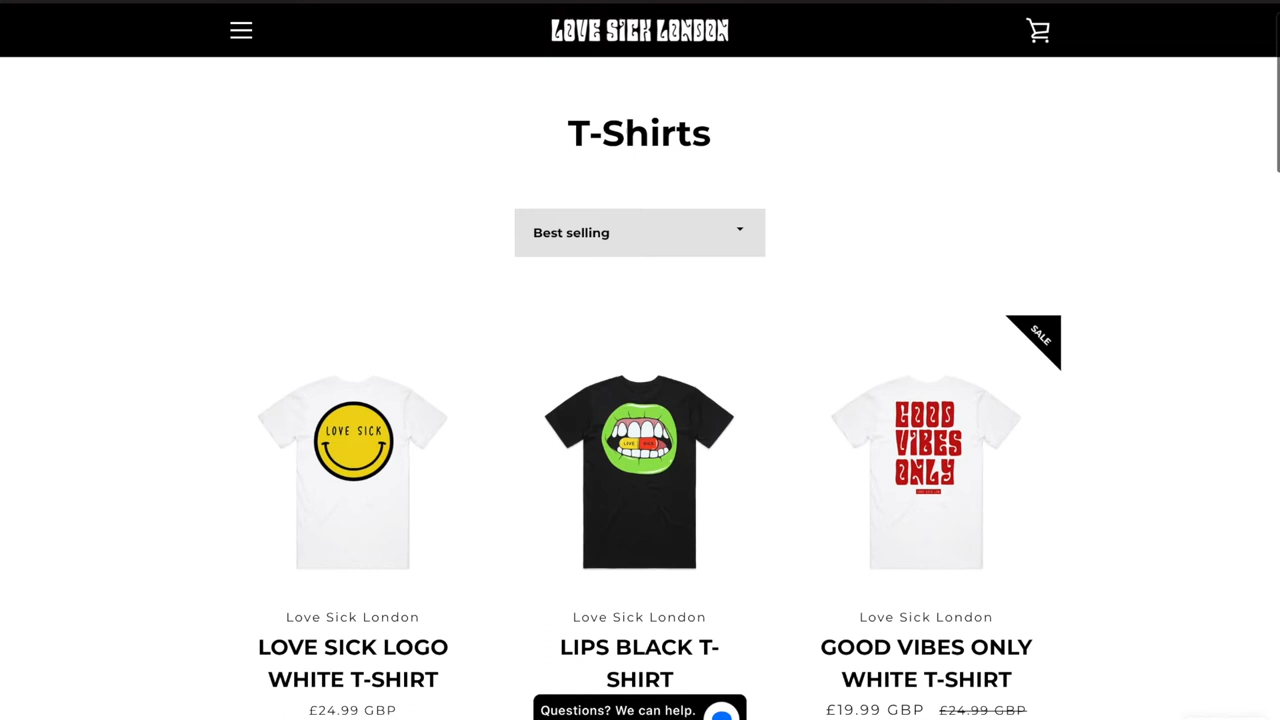 LOVE SICK LONDON
T-Shirts
Best selling
SALE
LOVE SICK
LOVE SICK
GOOD
VIBES
ONLY
Love Sick London
Love Sick London
Love Sick London
LOVE SICK LOGO
WHITE T-SHIRT
LIPS BLACK T-
SHIRT
GOOD VIBES ONLY
WHITE T-SHIRT
£24.99 GBP
£19.99 GBP £24.99 GBP
Questions? We can help.